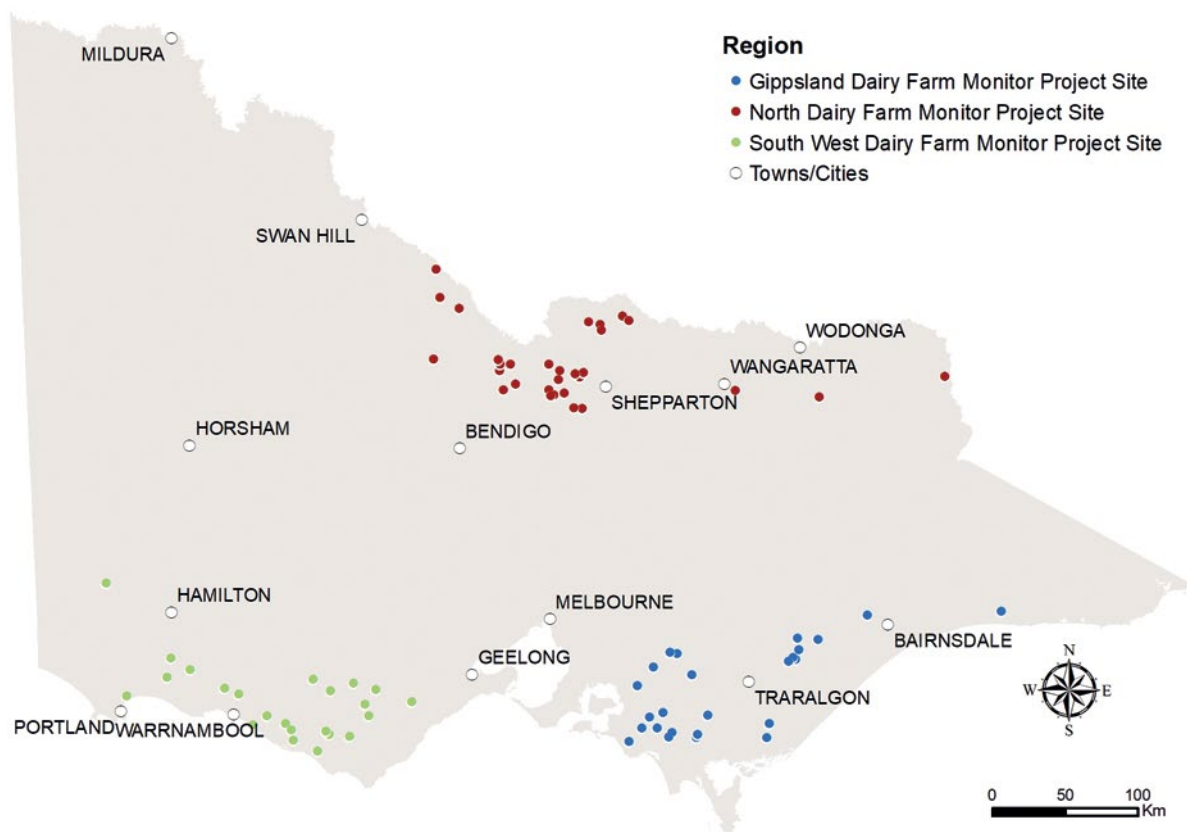 MILDURA
Region
Gippsland Dairy Farm Monitor Project Site
North Dairy Farm Monitor Project Site
South West Dairy Farm Monitor Project Site
Towns/Cities
SWAN HILL
WODONGA
WANGARATTA
SHEPPARTON
HORSHAM
BENDIGO
HAMILTON
MELBOURNE
BAIRNSDALE
GEELONG
TRARALGON
PORTLAND
WARRNAMBOOL
N
W E
S
0 50 100
Km